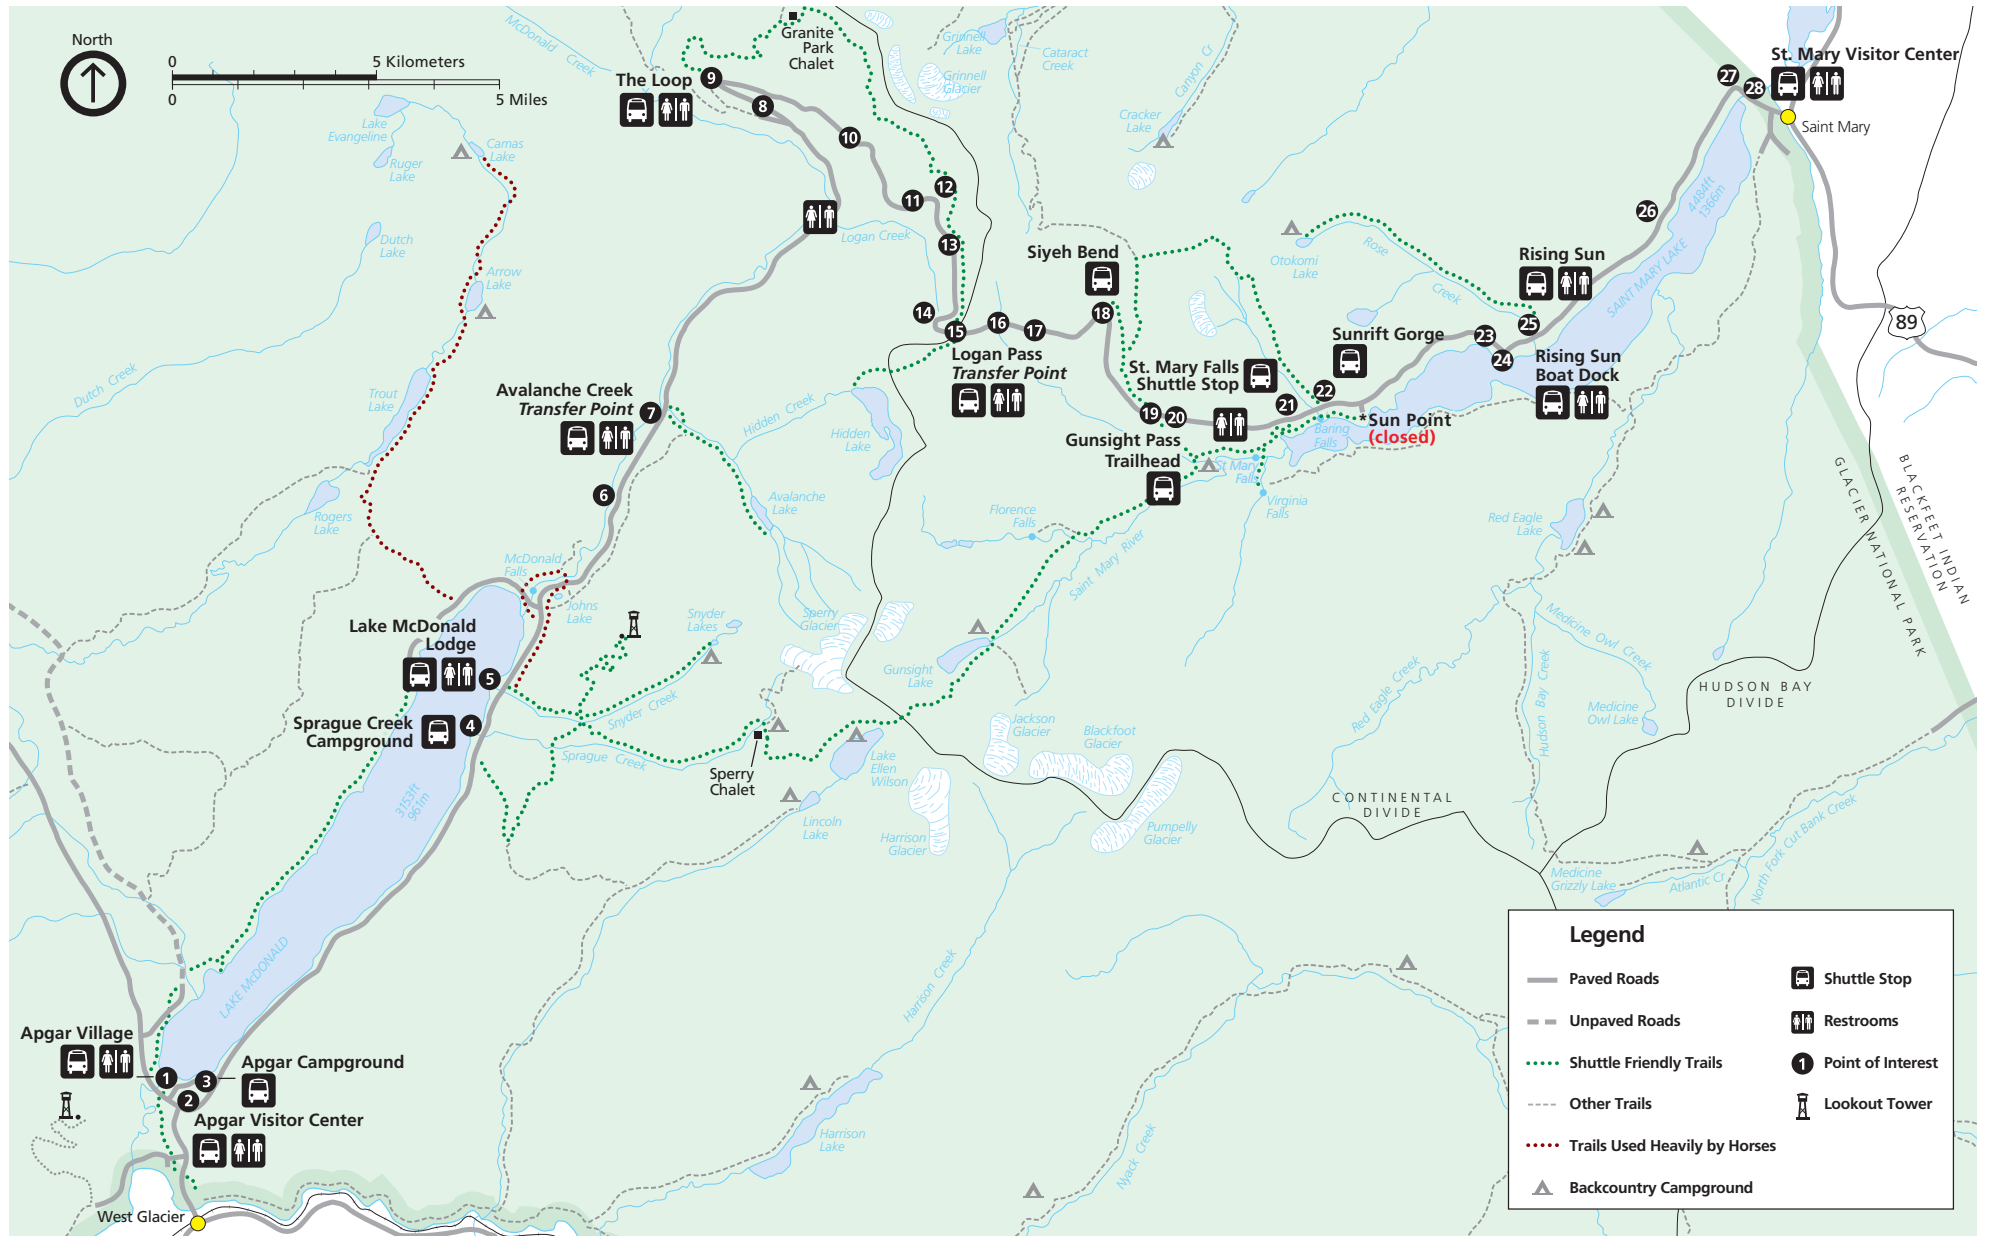 North
0
5 Kilometers
0
5 Miles
McDonald
Creek
Granite
Park
Chalet
Grinnell
Lake
Grinnell
Glacier
Cataract
Creek
Canyon Cr
Cracker
Lake
The Loop
9
8
10
11
12
13
14
15
16
17
18
Lake
Evangeline
Ruger
Lake
Camas
Lake
Dutch
Lake
Arrow
Lake
Dutch Creek
Trout
Lake
Rogers
Lake
Logan Creek
Siyeh Bend
Logan Pass
Transfer Point
Avalanche Creek
Transfer Point
7
6
Hidden Creek
Hidden
Lake
Avalanche
Lake
St. Mary Falls
Shuttle Stop
19
20
21
22
Gunsight Pass
Trailhead
Sunrift Gorge
*Sun Point
(closed)
Baring
Falls
St Mary
Falls
Virginia
Falls
Otokomi
Lake
Rose
Creek
Rising Sun
23
24
25
26
Rising Sun
Boat Dock
SAINT MARY LAKE
4484ft
1366m
27
28
St. Mary Visitor Center
Saint Mary
89
GLACIER NATIONAL PARK
BLACKFEET INDIAN
RESERVATION
Florence
Falls
Saint Mary River
Gunsight
Lake
Red Eagle
Lake
Red Eagle Creek
Hudson Bay Creek
Medicine Owl Creek
Medicine
Owl Lake
HUDSON BAY
DIVIDE
CONTINENTAL
DIVIDE
Medicine
Grizzly Lake
Atlantic Cr
North Fork Cut Bank Creek
McDonald
Falls
Johns
Lake
Snyder
Lakes
Snyder Creek
Sprague Creek
Sperry
Glacier
Sperry
Chalet
Lake
Ellen
Wilson
Lincoln
Lake
Jackson
Glacier
Blackfoot
Glacier
Harrison
Glacier
Pumpelly
Glacier
Lake McDonald
Lodge
5
Sprague Creek
Campground
4
3153ft
961m
LAKE McDONALD
Harrison Creek
Harrison
Lake
Nyack Creek
Apgar Village
1
2
3
Apgar Campground
Apgar Visitor Center
West Glacier
Legend
Paved Roads
Unpaved Roads
Shuttle Friendly Trails
Other Trails
Trails Used Heavily by Horses
Backcountry Campground
Shuttle Stop
Restrooms
1
Point of Interest
Lookout Tower